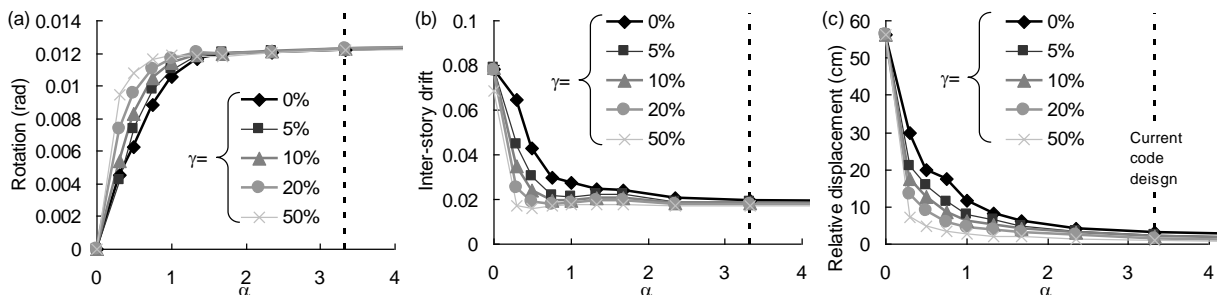 (a)
Rotation (rad)
0.014
0.012
0.01
0.008
0.006
0.004
0.002
0
0 1 2 3 4
α
γ=
0%
5%
10%
20%
50%
(b)
Inter-story drift
0.1
0.08
0.06
0.04
0.02
0
0 1 2 3 4
α
γ=
0%
5%
10%
20%
50%
(c)
Relative displacement (cm)
60
50
40
30
20
10
0
0 1 2 3 4
α
γ=
0%
5%
10%
20%
50%
Current
code
deisgn